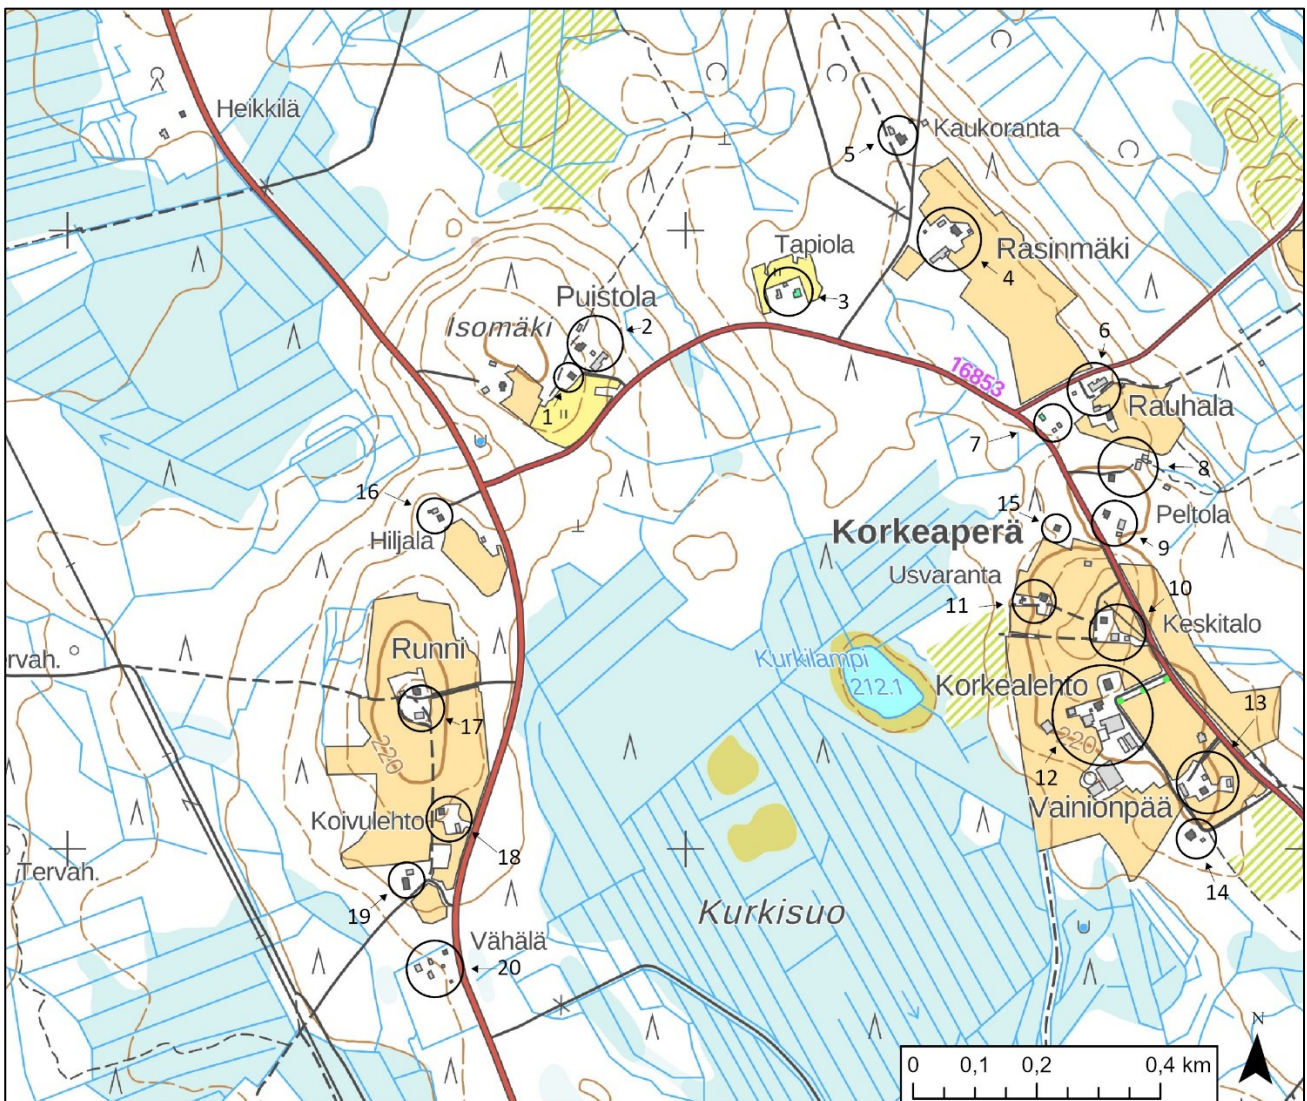 Heikkilä
5
Kaukoranta
Tapiola
Rasinmäki
4
Puistola
Isomäki
2
3
6
16853
1
Rauhala
7
8
16
15
Peltola
Hiljala
Korkeaperä
9
Usvaranta
10
11
Keskitalo
ervah.
Runni
Kurkilampi
212.1
Korkealehto
13
17
220
220
12
Koivulehto
Vainionpää
18
Tervah.
14
19
Kurkisuo
Vähälä
20
N
0 0,1 0,2 0,4 km